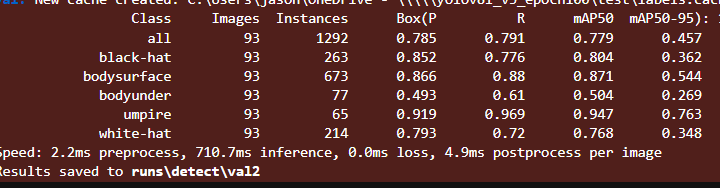 val: New cache created: C:\Users\jason\OneDrive - \\\\\yolov8l_v5_epoch100\test\labels.cac
Class Images Instances Box(P R mAP50 mAP50-95):
all 93 1292 0.785 0.791 0.779 0.457
black-hat 93 263 0.852 0.776 0.804 0.362
bodysurface 93 673 0.866 0.88 0.871 0.544
bodyunder 93 77 0.493 0.61 0.504 0.269
umpire 93 65 0.919 0.969 0.947 0.763
white-hat 93 214 0.793 0.72 0.768 0.348
Speed: 2.2ms preprocess, 710.7ms inference, 0.0ms loss, 4.9ms postprocess per image
Results saved to runs\detect\val2